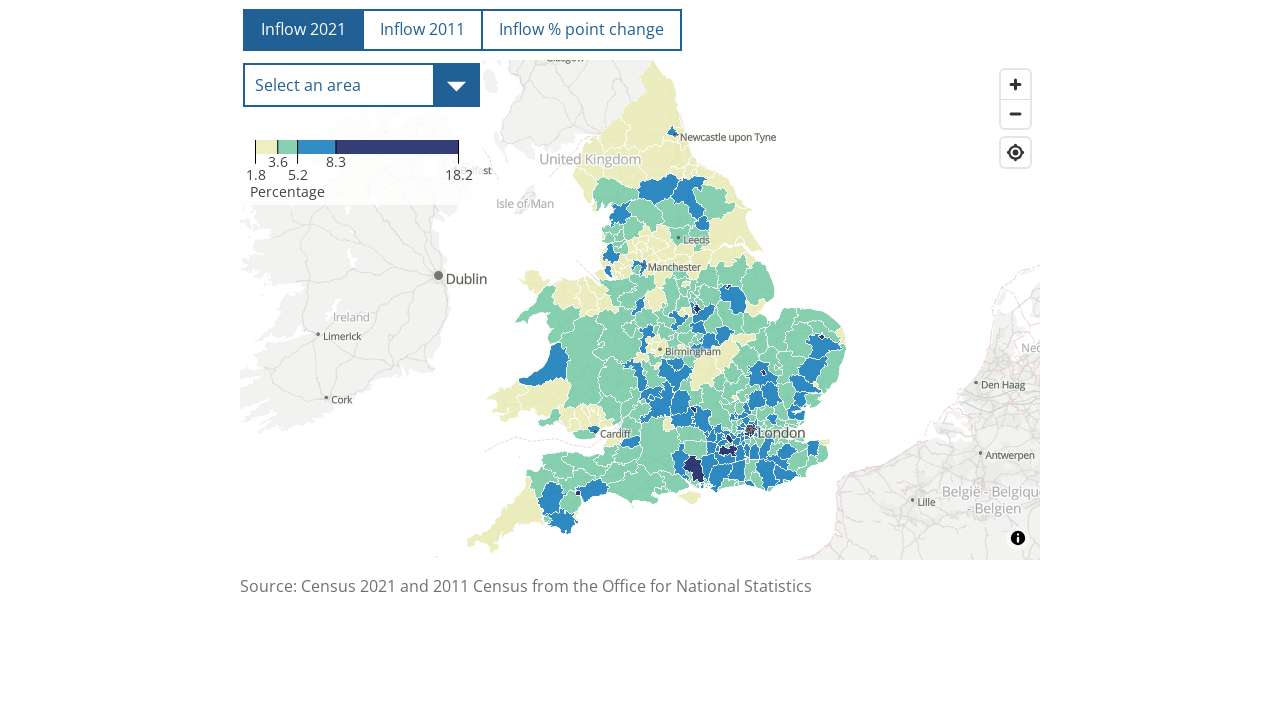 Inflow 2021
Inflow 2011
Inflow % point change
Select an area
3.6
8.3
1.8
5.2
18.2
Percentage
Newcastle upon Tyne
United Kingdom
Isle of Man
Leeds
Manchester
Dublin
Ireland
Limerick
Birmingham
Den Haag
Cork
Cardiff
London
Antwerpen
België - Belgique
- Belgien
Lille
Source: Census 2021 and 2011 Census from the Office for National Statistics